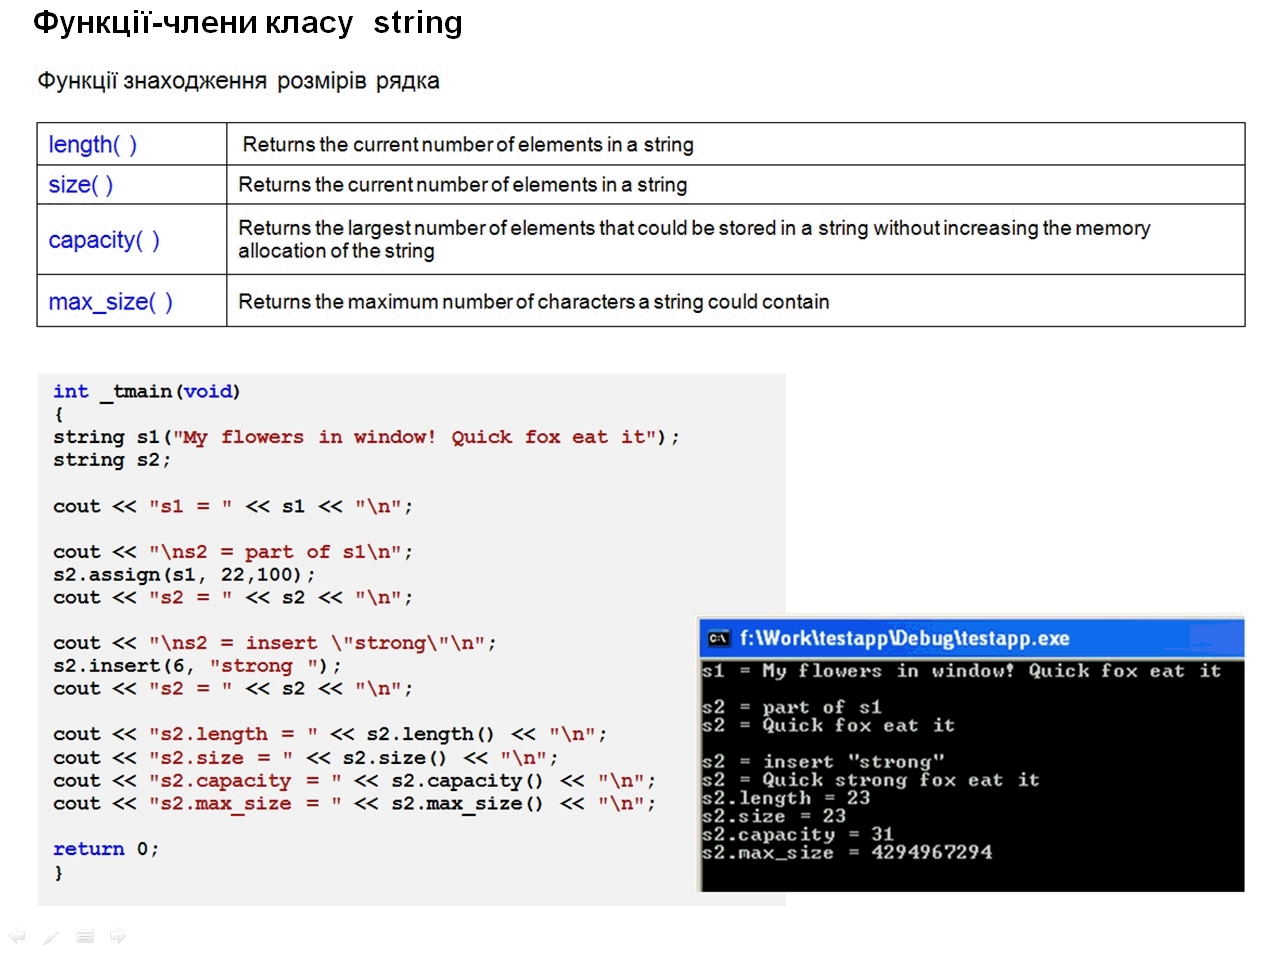 Функції-члени класу string
Функції знаходження розмірів рядка
length( ) Returns the current number of elements in a string
size( ) Returns the current number of elements in a string
capacity( ) Returns the largest number of elements that could be stored in a string without increasing the memory
allocation of the string
max_size( ) Returns the maximum number of characters a string could contain
int _tmain(void)
{
string s1("My flowers in window! Quick fox eat it");
string s2;
cout << "s1 = " << s1 << "\n";
cout << "\ns2 = part of s1\n";
s2.assign(s1, 22,100);
cout << "s2 = " << s2 << "\n";
cout << "\ns2 = insert \"strong\"\n";
s2.insert(6, "strong ");
cout << "s2 = " << s2 << "\n";
cout << "s2.length = " << s2.length() << "\n";
cout << "s2.size = " << s2.size() << "\n";
cout << "s2.capacity = " << s2.capacity() << "\n";
cout << "s2.max_size = " << s2.max_size() << "\n";
return 0;
}
f:\Work\testapp\Debug\testapp.exe
s1 = My flowers in window! Quick fox eat it
s2 = part of s1
s2 = Quick fox eat it
s2 = insert "strong"
s2 = Quick strong fox eat it
s2.length = 23
s2.size = 23
s2.capacity = 31
s2.max_size = 4294967294